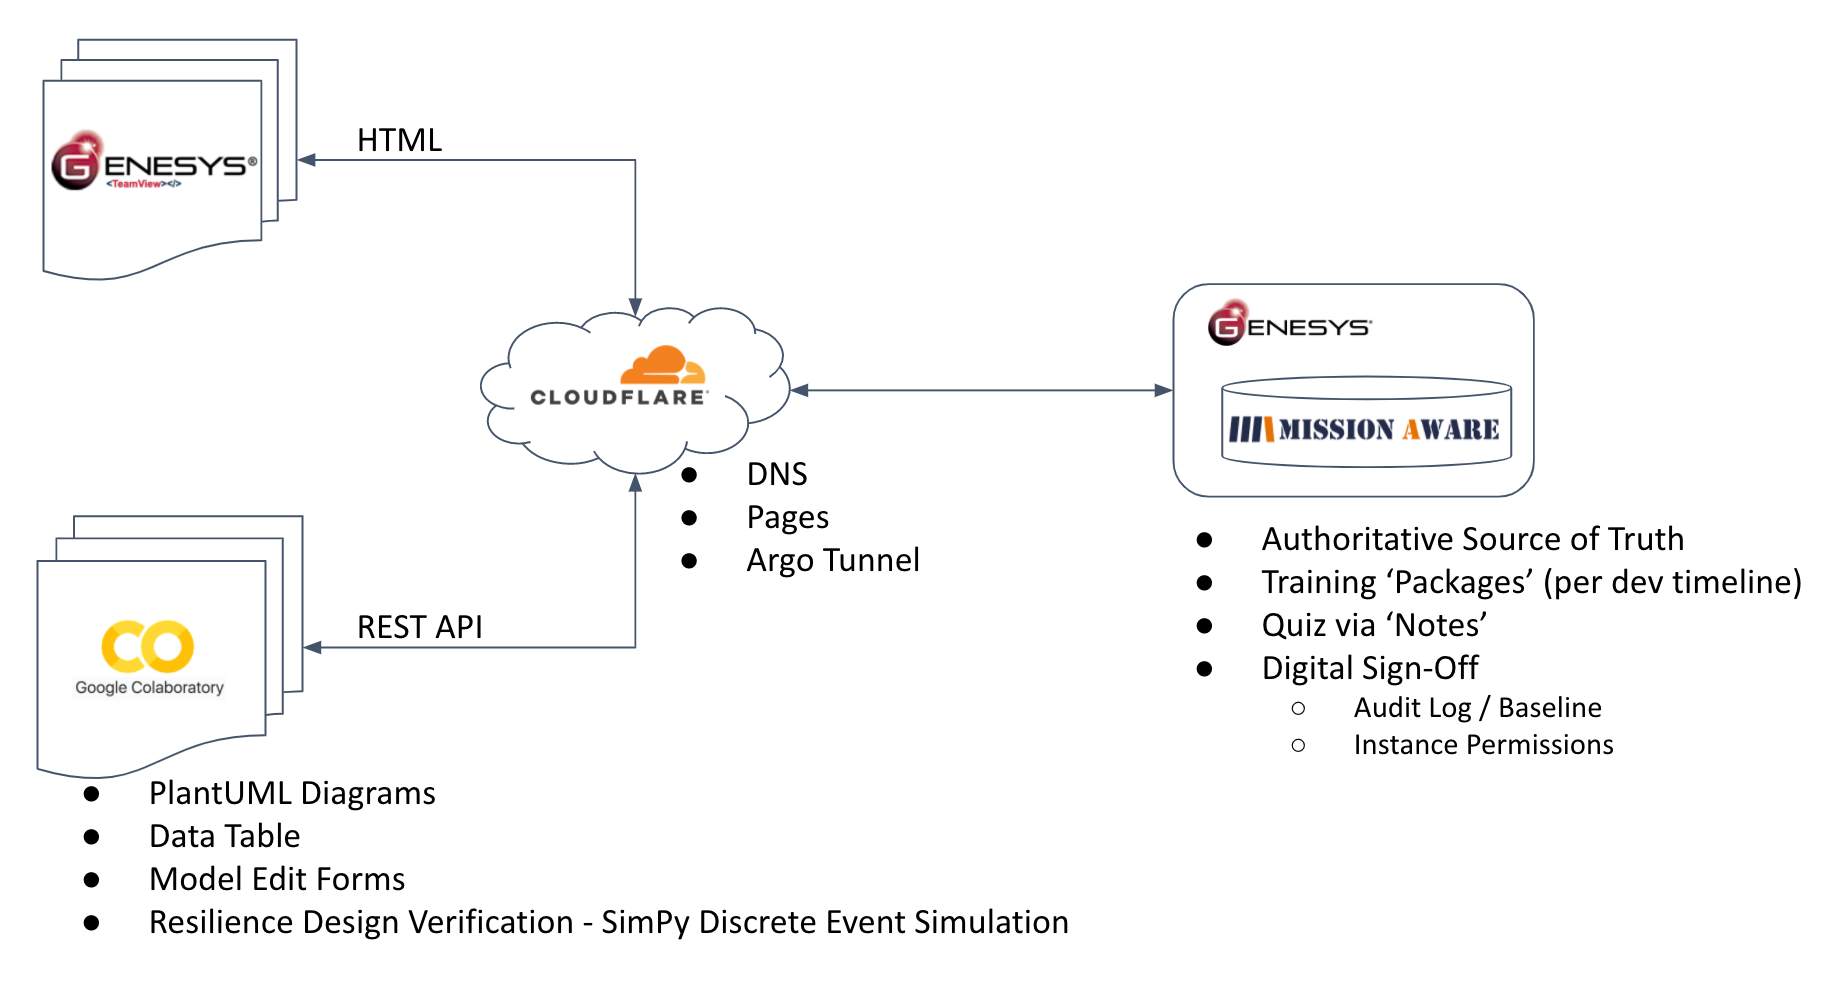 GENESYS®
<TeamView></>
HTML
CLOUDFLARE
GENESYS
MISSION AWARE
● DNS
● Pages
● Argo Tunnel
● Authoritative Source of Truth
● Training ‘Packages’ (per dev timeline)
● Quiz via ‘Notes’
● Digital Sign-Off
○ Audit Log / Baseline
○ Instance Permissions
REST API
CO
Google Colaboratory
● PlantUML Diagrams
● Data Table
● Model Edit Forms
● Resilience Design Verification - SimPy Discrete Event Simulation